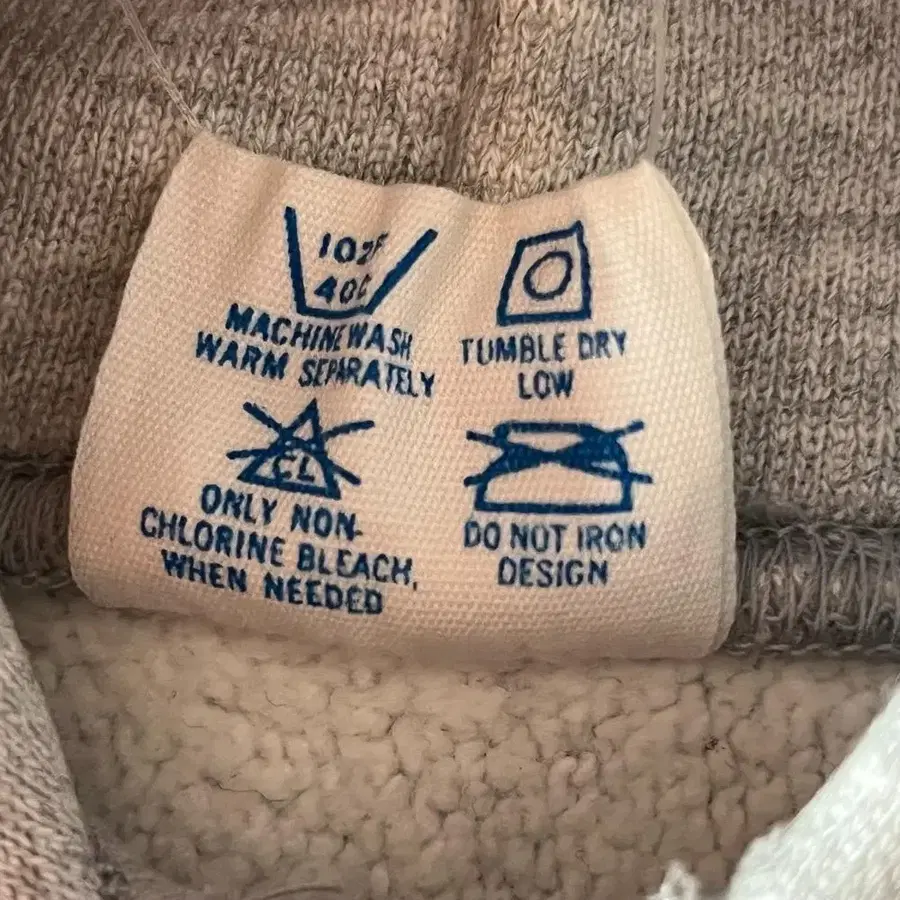 102F
40C
MACHINE WASH
WARM SEPARATELY
TUMBLE DRY
LOW
CL
ONLY NON-
CHLORINE BLEACH,
WHEN NEEDED
DO NOT IRON
DESIGN